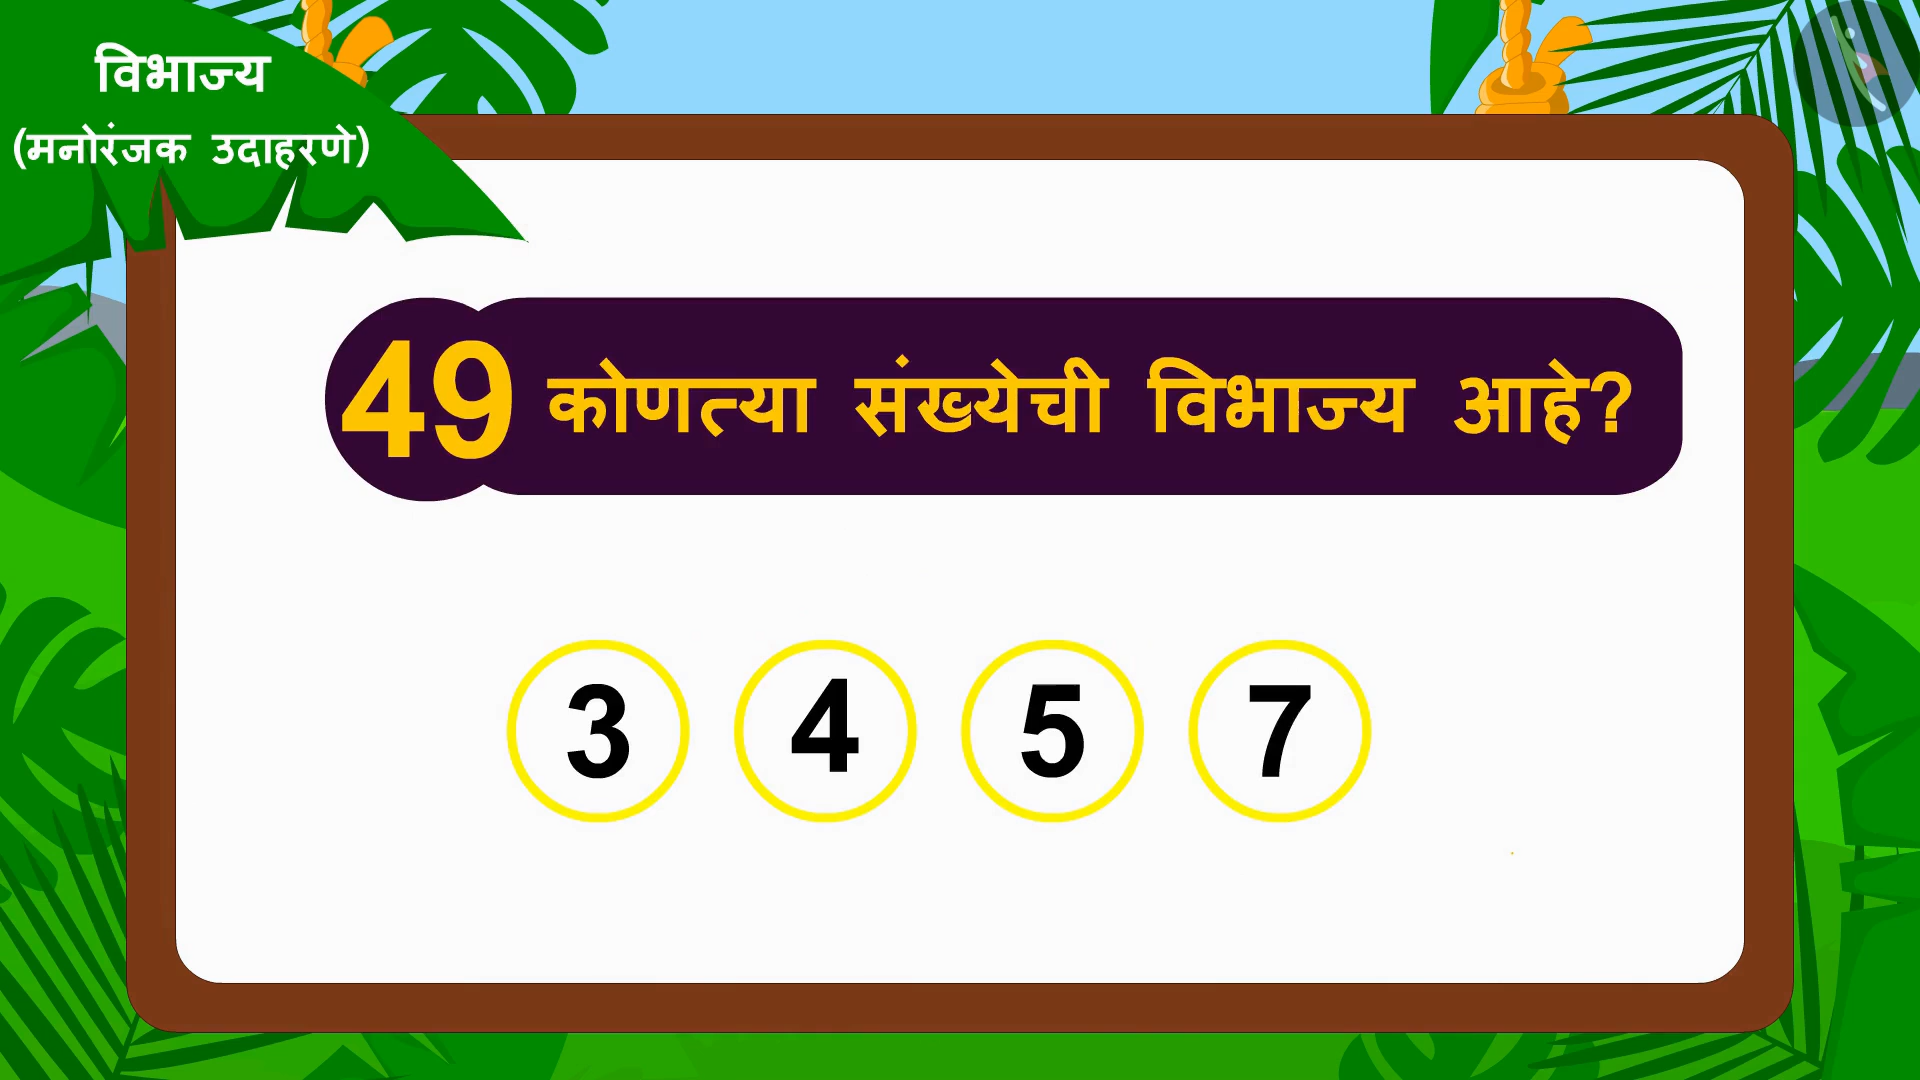 विभाज्य
(मनोरंजक उदाहरणे)
49 कोणत्या संख्येची विभाज्य आहे?
3 4 5 7